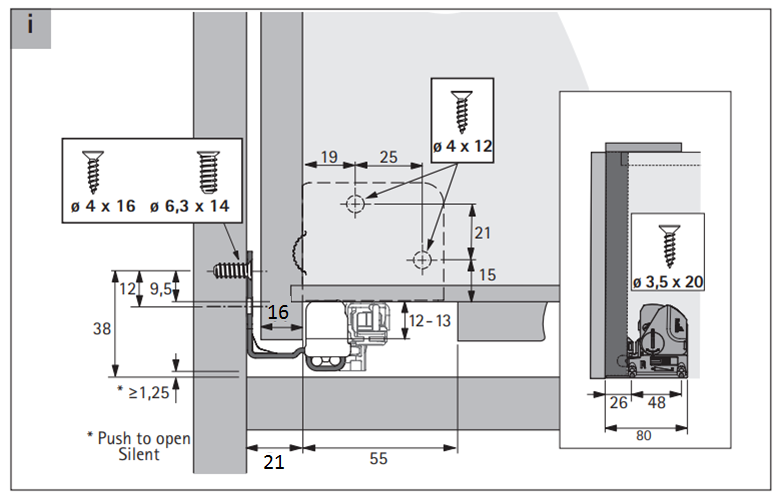 i
ø 4 x 12
19
25
ø 4 x 16 ø 6,3 x 14
21
15
ø 3,5 x 20
12
9,5
16
12-13
38
* ≥1,25
* Push to open
Silent
21
55
26
48
80